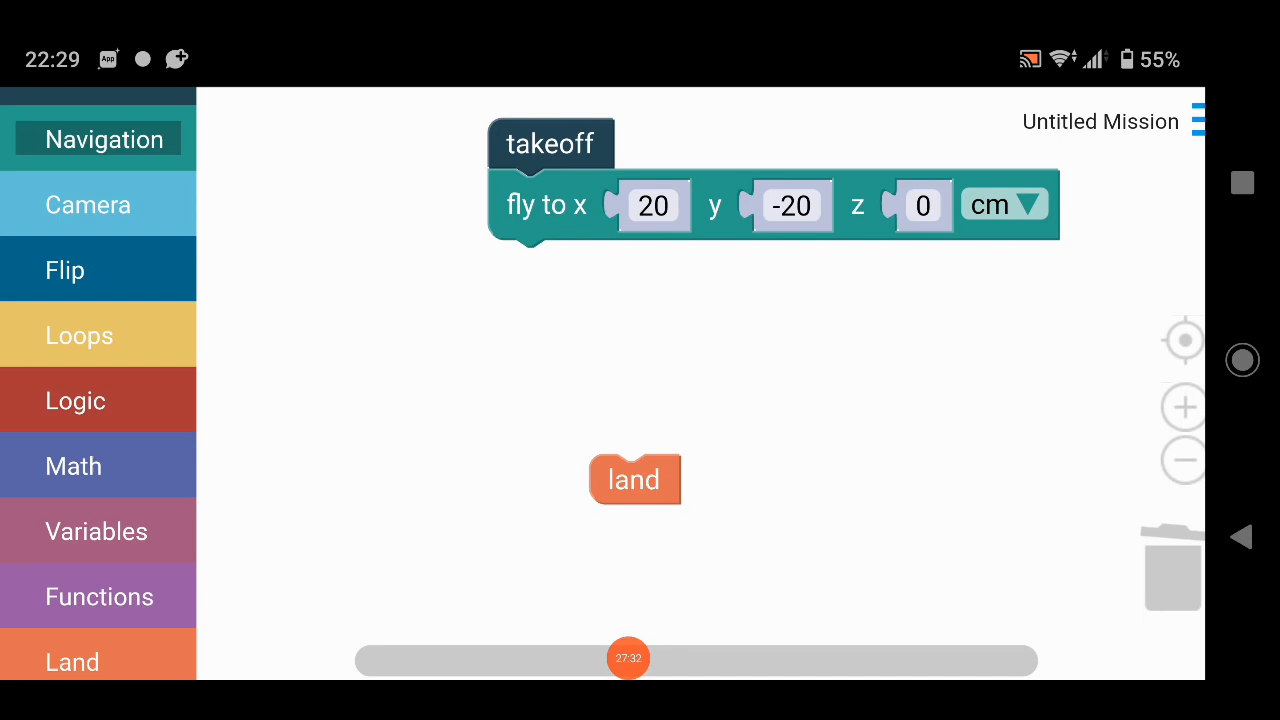 22:29 App 55%
Navigation
Camera
Flip
Loops
Logic
Math
Variables
Functions
Land
Untitled Mission
takeoff
fly to x 20 y -20 z 0 cm
land
27:32